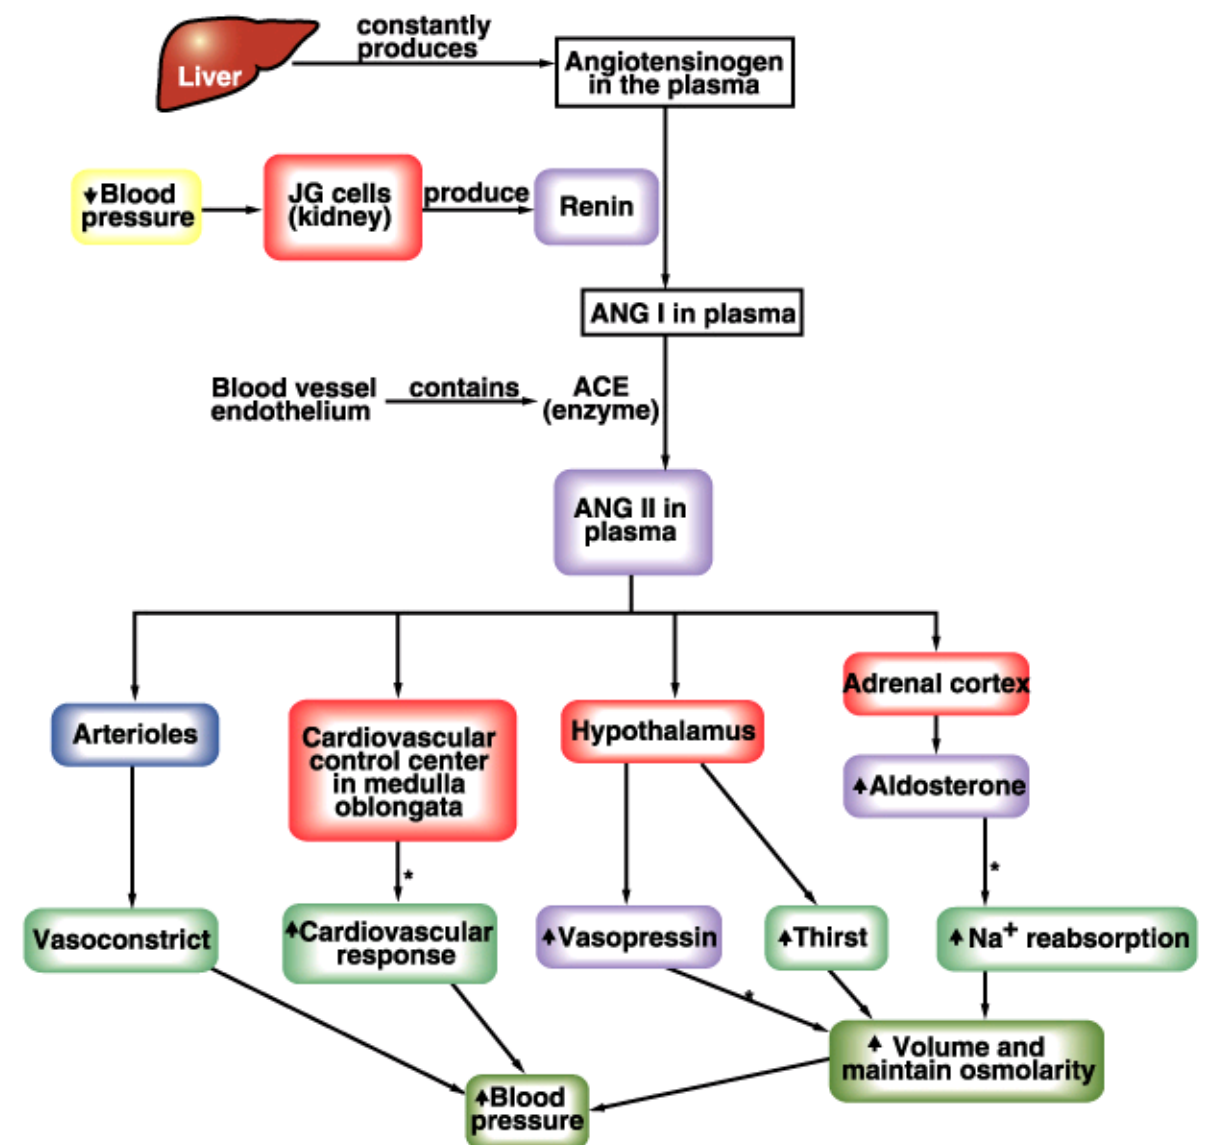 constantly
produces
Liver
Angiotensinogen
in the plasma
Blood
pressure
JG cells
(kidney)
produce
Renin
ANG I in plasma
Blood vessel
endothelium
contains
ACE
(enzyme)
ANG II in
plasma
Arterioles
Cardiovascular
control center
in medulla
oblongata
Hypothalamus
Adrenal cortex
Aldosterone
*
*
Vasoconstrict
Cardiovascular
response
Vasopressin
Thirst
Na+ reabsorption
*
Volume and
maintain osmolarity
Blood
pressure